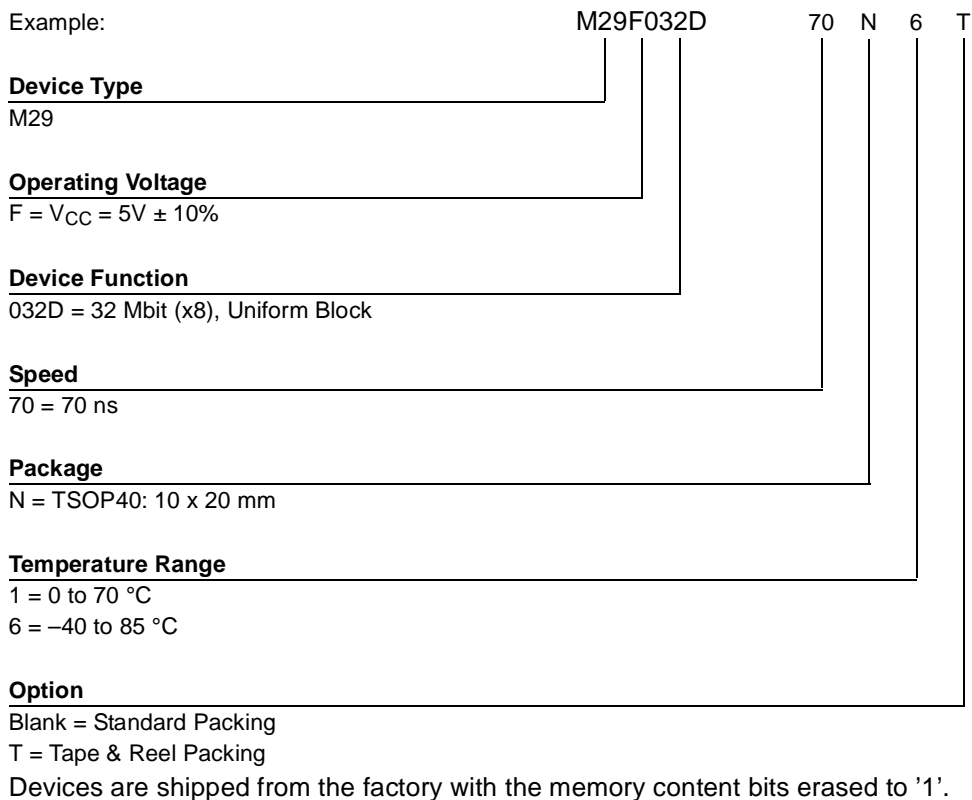 Example: M29F032D 70 N 6 T
Device Type
M29
Operating Voltage
F = VCC = 5V ± 10%
Device Function
032D = 32 Mbit (x8), Uniform Block
Speed
70 = 70 ns
Package
N = TSOP40: 10 x 20 mm
Temperature Range
1 = 0 to 70 °C
6 = –40 to 85 °C
Option
Blank = Standard Packing
T = Tape & Reel Packing
Devices are shipped from the factory with the memory content bits erased to ’1’.